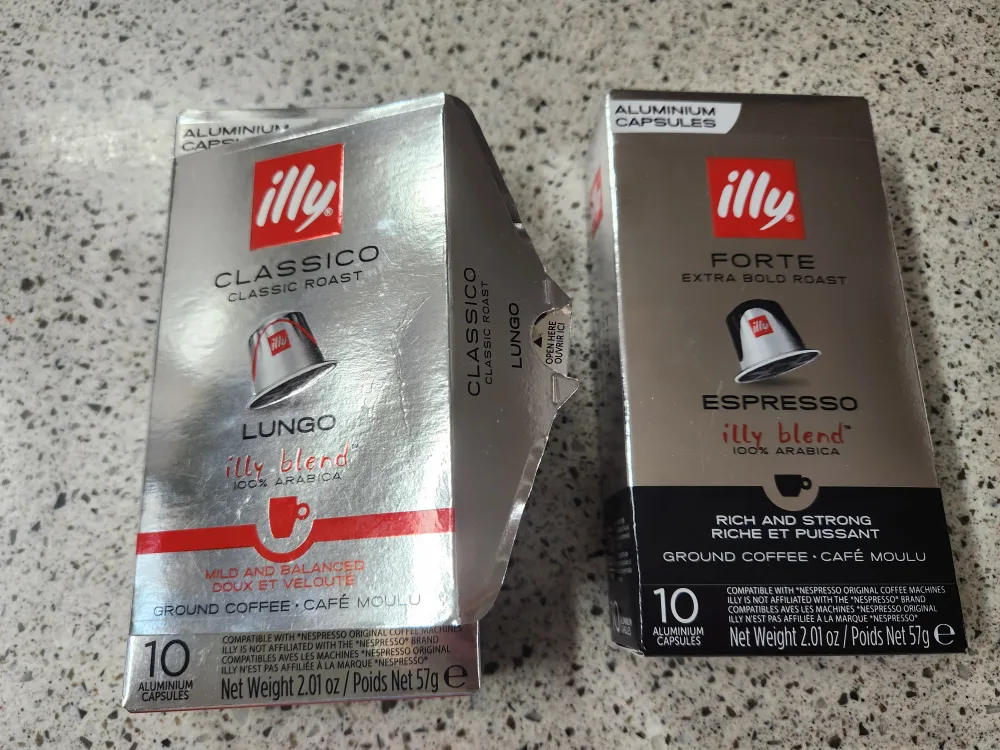 ALUMINIUM
illy®
CLASSICO
CLASSIC ROAST
illy
LUNGO
illy blend™
100% ARABICA
MILD AND BALANCED
DOUX ET VELOUTÉ
GROUND COFFEE · CAFÉ MOULU
10
ALUMINIUM
CAPSULES
COMPATIBLE WITH *NESPRESSO ORIGINAL COFFEE MACHINES
ILLY IS NOT AFFILIATED WITH THE *NESPRESSO® BRAND
COMPATIBLES AVES LES MACHINES *NESPRESSO ORIGINAL
ILLY N'EST PAS AFFILIÉE À LA MARQUE *NESPRESSO®
Net Weight 2.01 oz / Poids Net 57g e
CLASSICO
CLASSIC ROAST
LUNGO
OPEN HERE
OUVRIR ICI
ALUMINIUM
CAPSULES
illy®
FORTE
EXTRA BOLD ROAST
illy
ESPRESSO
illy blend™
100% ARABICA
RICH AND STRONG
RICHE ET PUISSANT
GROUND COFFEE · CAFÉ MOULU
10
ALUMINIUM
CAPSULES
COMPATIBLE WITH *NESPRESSO ORIGINAL COFFEE MACHINES
ILLY IS NOT AFFILIATED WITH THE *NESPRESSO® BRAND
COMPATIBLES AVES LES MACHINES *NESPRESSO ORIGINAL
ILLY N'EST PAS AFFILIÉE À LA MARQUE *NESPRESSO®
Net Weight 2.01 oz / Poids Net 57g e